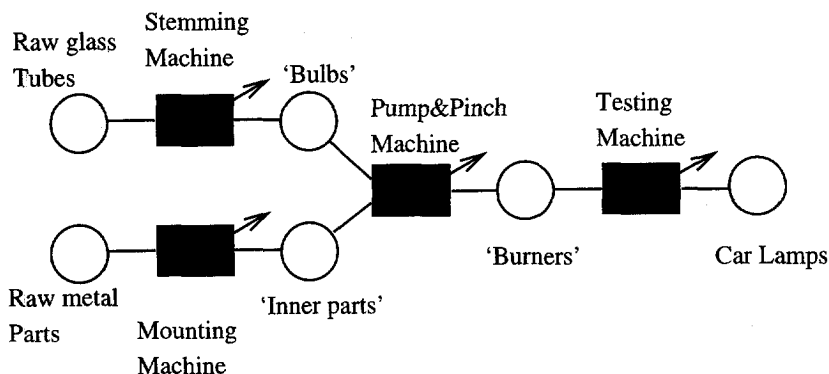 Raw glass
Tubes
Stemming
Machine
‘Bulbs’
Pump&Pinch
Machine
Testing
Machine
Raw metal
Parts
Mounting
Machine
‘Inner parts’
‘Burners’
Car Lamps